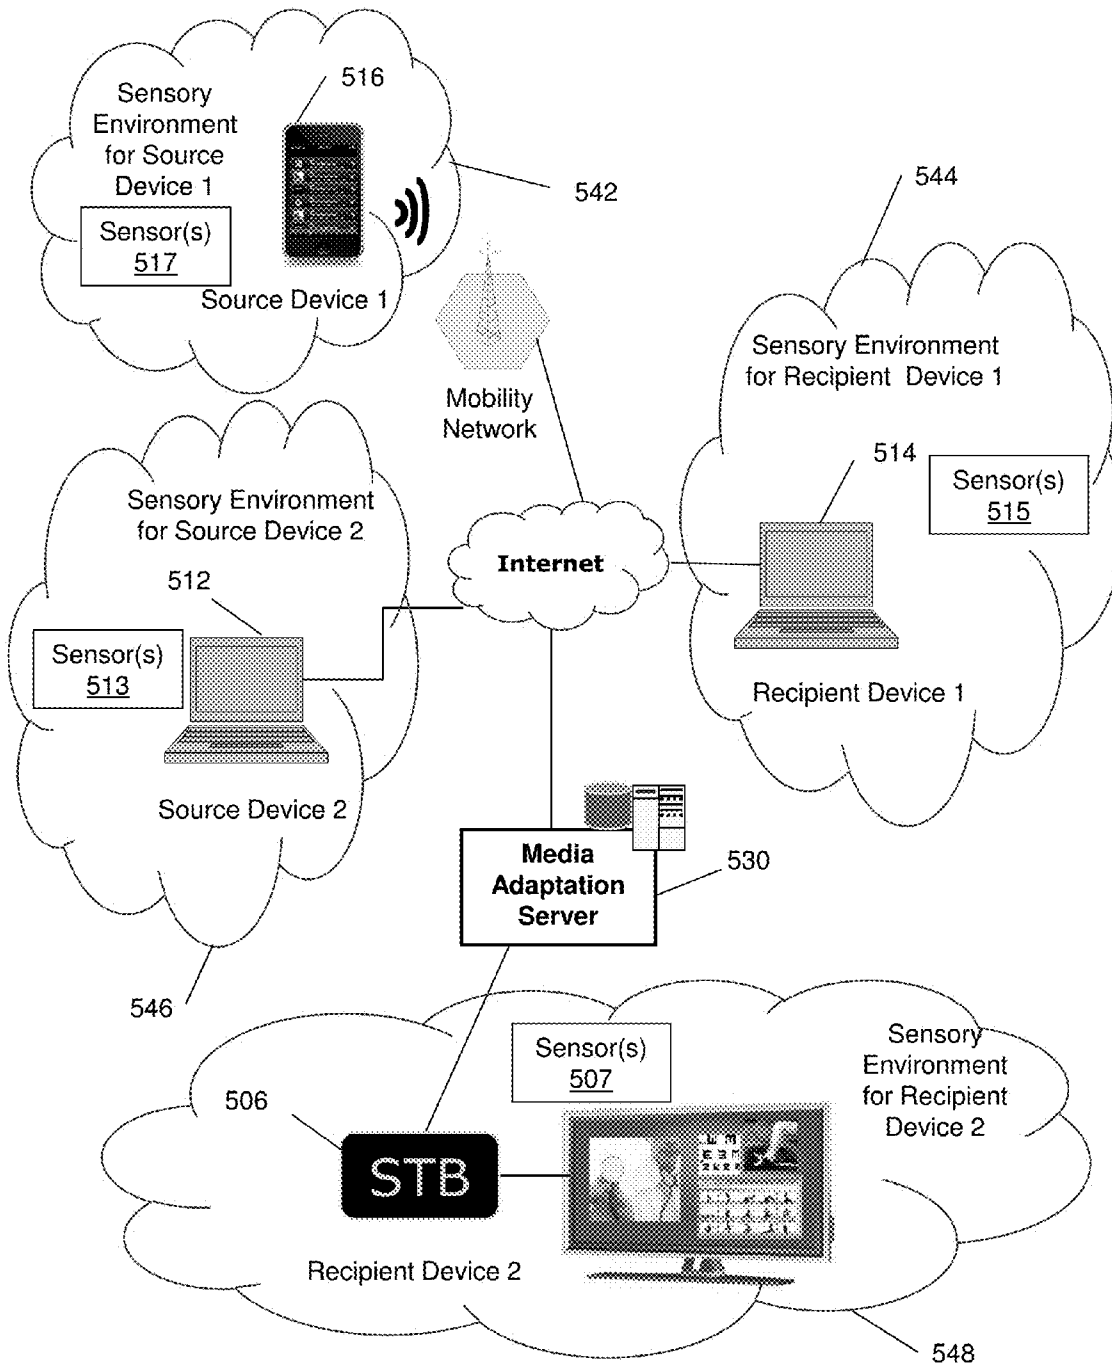 516
Sensory
Environment
for Source
Device 1
Sensor(s)
517
Source Device 1
542
544
Mobility
Network
Sensory Environment
for Recipient Device 1
514
Sensor(s)
515
Recipient Device 1
Sensory Environment
for Source Device 2
512
Sensor(s)
513
Source Device 2
546
Internet
Media
Adaptation
Server
530
Sensor(s)
507
Sensory
Environment
for Recipient
Device 2
506
STB
Recipient Device 2
548